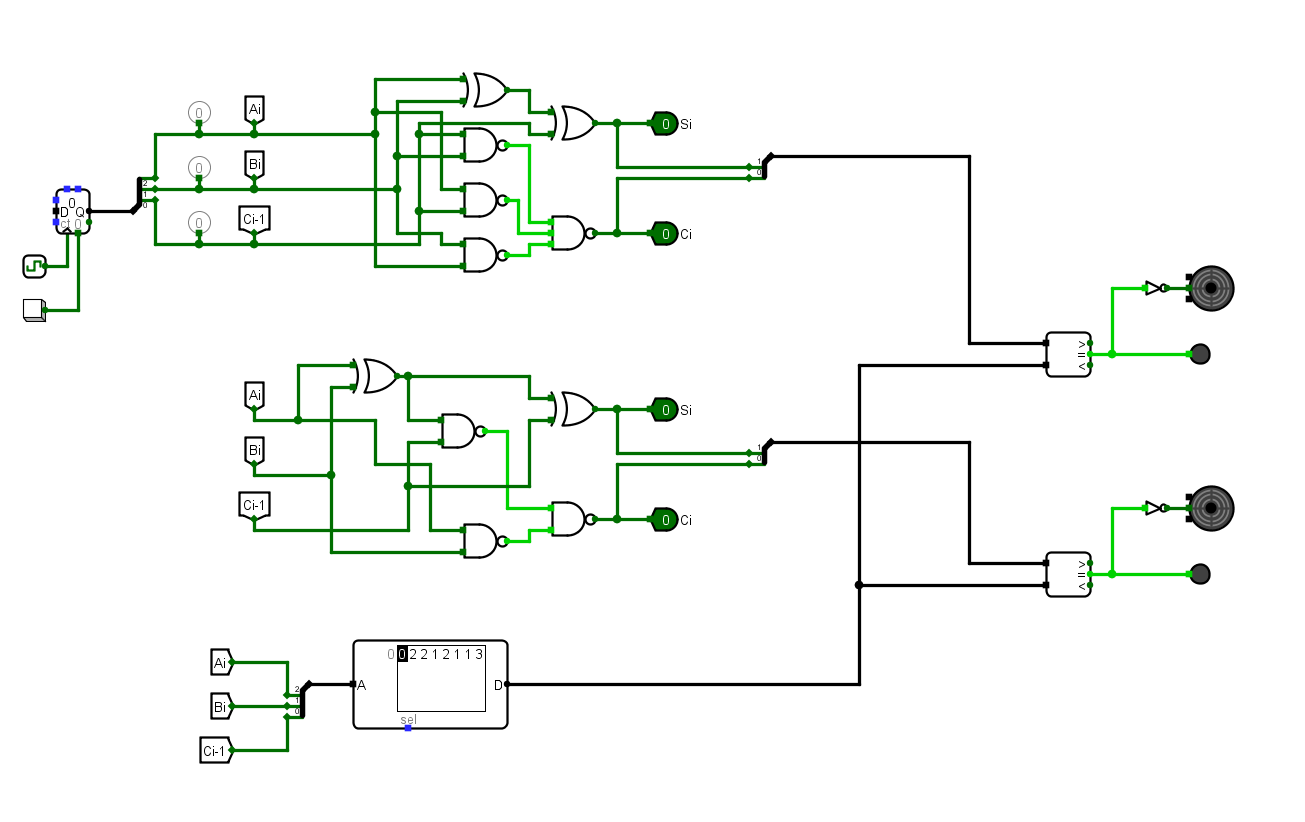 0 Ai
0 Bi
0 Ci-1
0
D Q
ct 0
2
1
0
0 Si
0 Ci
1
0
>
=
<
Ai
Bi
Ci-1
0 Si
0 Ci
1
0
>
=
<
Ai
Bi
Ci-1
2
1
0
0 0 2 2 1 2 1 1 3
A D
sel